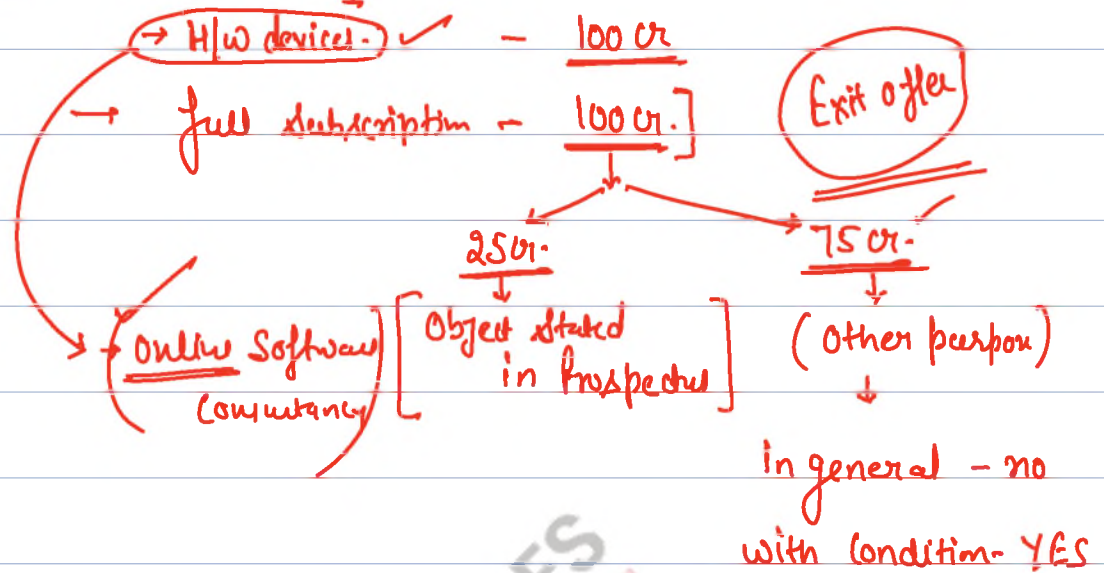 → H/W devices. ✓ - 100 cr
→ full subscription - 100 cr.]
Exit offer
25 cr.
75 cr.
→ Online Software
Consultancy
[Object Stated
in Prospectus]
(Other purpose)
in general - no
with Condition - YES
ES